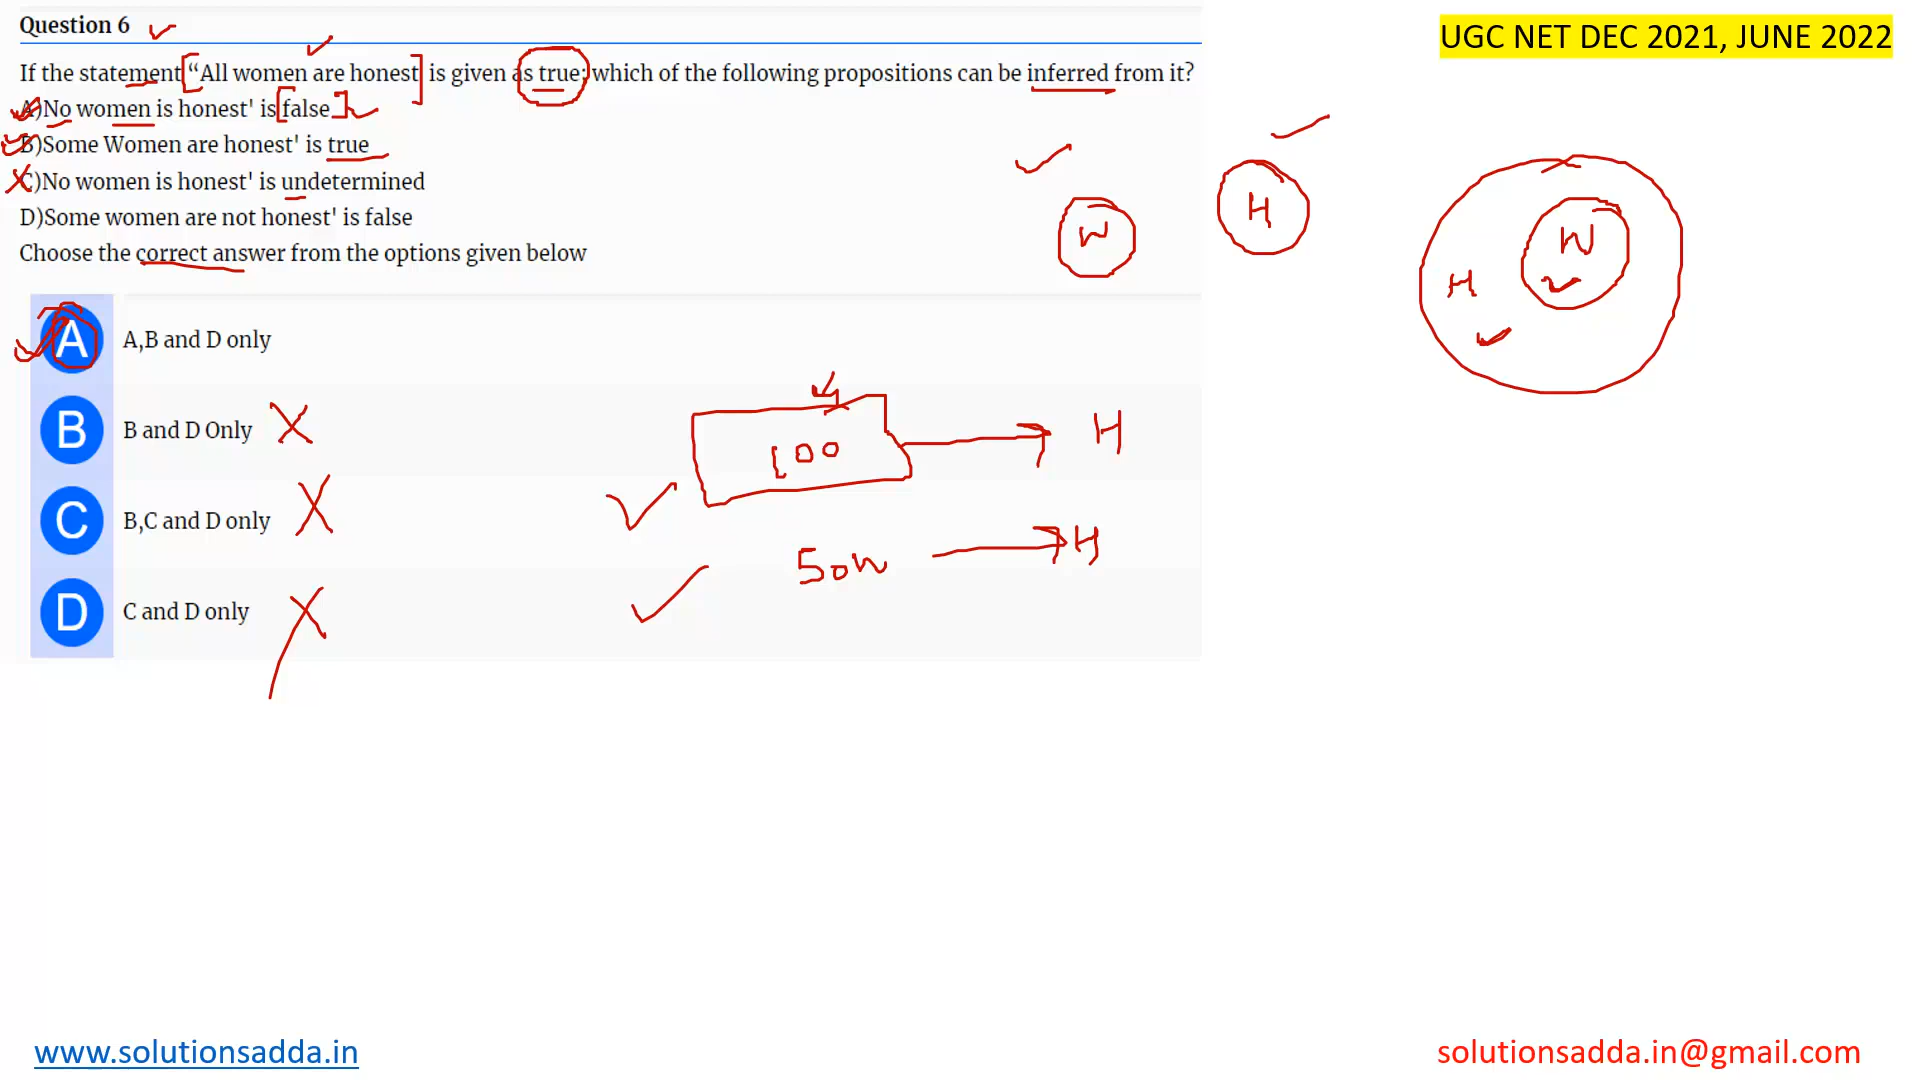 Question 6
UGC NET DEC 2021, JUNE 2022
If the statement “All women are honest is given as true; which of the following propositions can be inferred from it?
A)No women is honest' is false
B)Some Women are honest' is true
C)No women is honest' is undetermined
D)Some women are not honest' is false
Choose the correct answer from the options given below
W
H
H
W
A A,B and D only
B B and D Only
C B,C and D only
D C and D only
100
H
50W
H
www.solutionsadda.in
solutionsadda.in@gmail.com